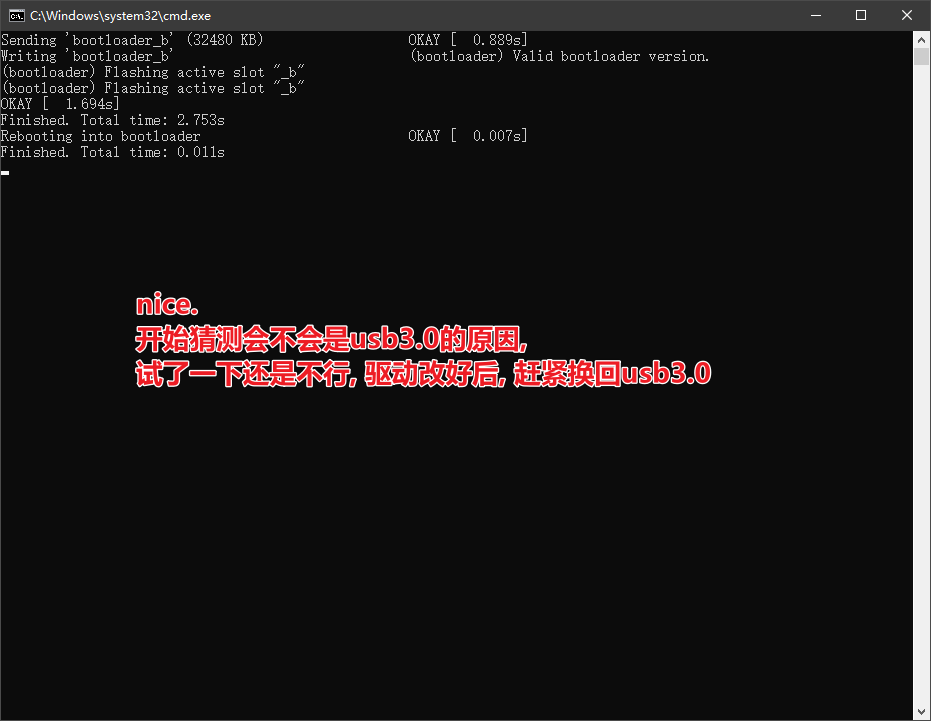 C:\Windows\system32\cmd.exe
Sending 'bootloader_b' (32480 KB)                  OKAY [  0.889s]
Writing 'bootloader_b'                             (bootloader) Valid bootloader version.
(bootloader) Flashing active slot "_b"
(bootloader) Flashing active slot "_b"
OKAY [  1.694s]
Finished. Total time: 2.753s
Rebooting into bootloader                          OKAY [  0.007s]
Finished. Total time: 0.011s
nice.
开始猜测会不会是usb3.0的原因,
试了一下还是不行, 驱动改好后, 赶紧换回usb3.0